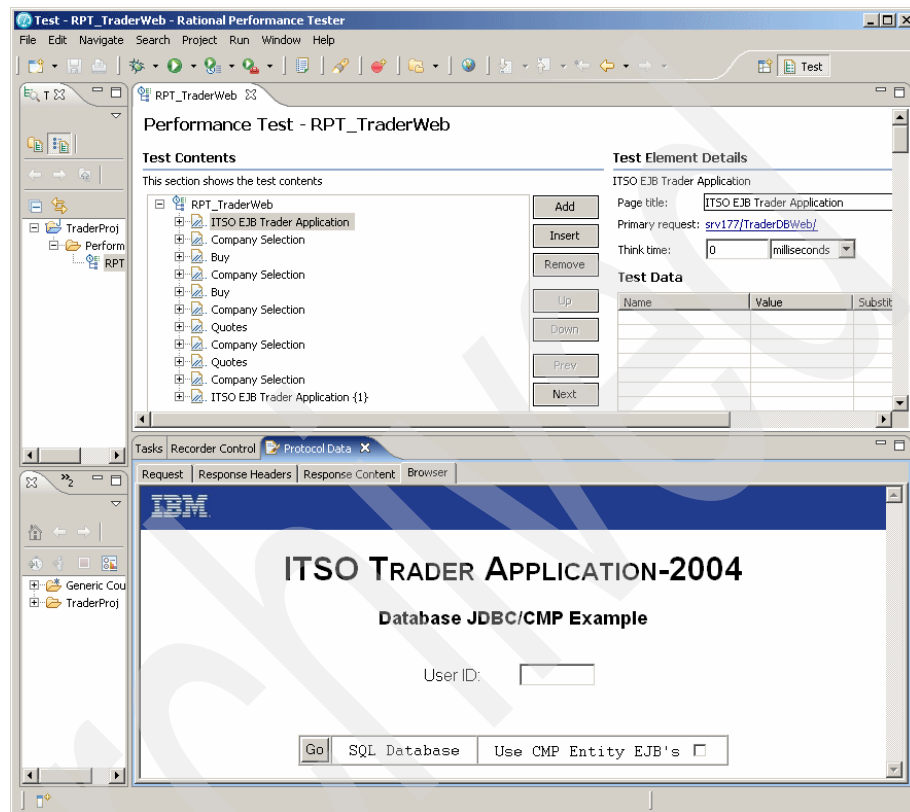 Test - RPT_TraderWeb - Rational Performance Tester
File Edit Navigate Search Project Run Window Help
Test
T
RPT_TraderWeb
Performance Test - RPT_TraderWeb
Test Contents
This section shows the test contents
RPT_TraderWeb
ITSO EJB Trader Application
Company Selection
Buy
Company Selection
Buy
Company Selection
Quotes
Company Selection
Quotes
Company Selection
ITSO EJB Trader Application {1}
Add
Insert
Remove
Up
Down
Prev
Next
Test Element Details
ITSO EJB Trader Application
Page title: ITSO EJB Trader Application
Primary request: srv177/TraderDBWeb/
Think time: 0 milliseconds
Test Data
Name Value Substit
TraderProj
Perform
RPT
Tasks Recorder Control Protocol Data
Request Response Headers Response Content Browser
IBM
ITSO TRADER APPLICATION-2004
Database JDBC/CMP Example
User ID:
Go SQL Database Use CMP Entity EJB's
2
Generic Cou
TraderProj